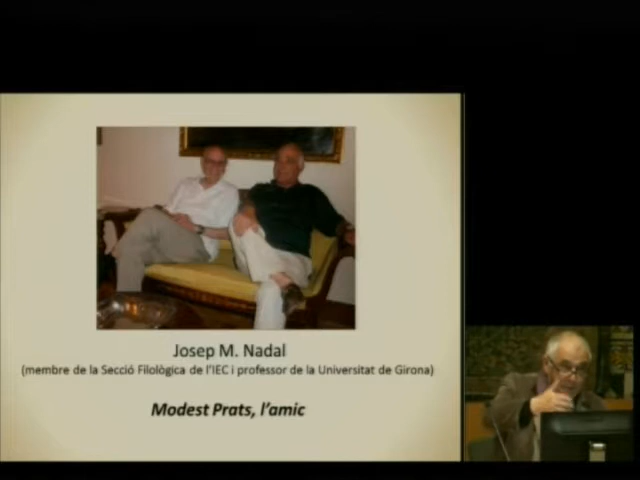 Josep M. Nadal
(membre de la Secció Filològica de l'IEC i professor de la Universitat de Girona)
Modest Prats, l'amic